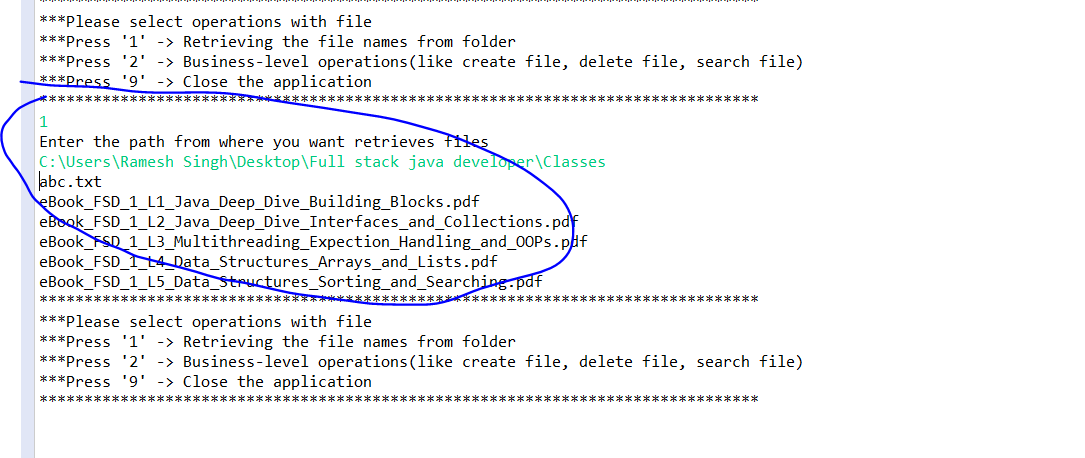 ********************************************************************************
***Please select operations with file
***Press '1' -> Retrieving the file names from folder
***Press '2' -> Business-level operations(like create file, delete file, search file)
***Press '9' -> Close the application
********************************************************************************
1
Enter the path from where you want retrieves files
C:\Users\Ramesh Singh\Desktop\Full stack java developer\Classes
abc.txt
eBook_FSD_1_L1_Java_Deep_Dive_Building_Blocks.pdf
eBook_FSD_1_L2_Java_Deep_Dive_Interfaces_and_Collections.pdf
eBook_FSD_1_L3_Multithreading_Expection_Handling_and_OOPs.pdf
eBook_FSD_1_L4_Data_Structures_Arrays_and_Lists.pdf
eBook_FSD_1_L5_Data_Structures_Sorting_and_Searching.pdf
********************************************************************************
***Please select operations with file
***Press '1' -> Retrieving the file names from folder
***Press '2' -> Business-level operations(like create file, delete file, search file)
***Press '9' -> Close the application
********************************************************************************